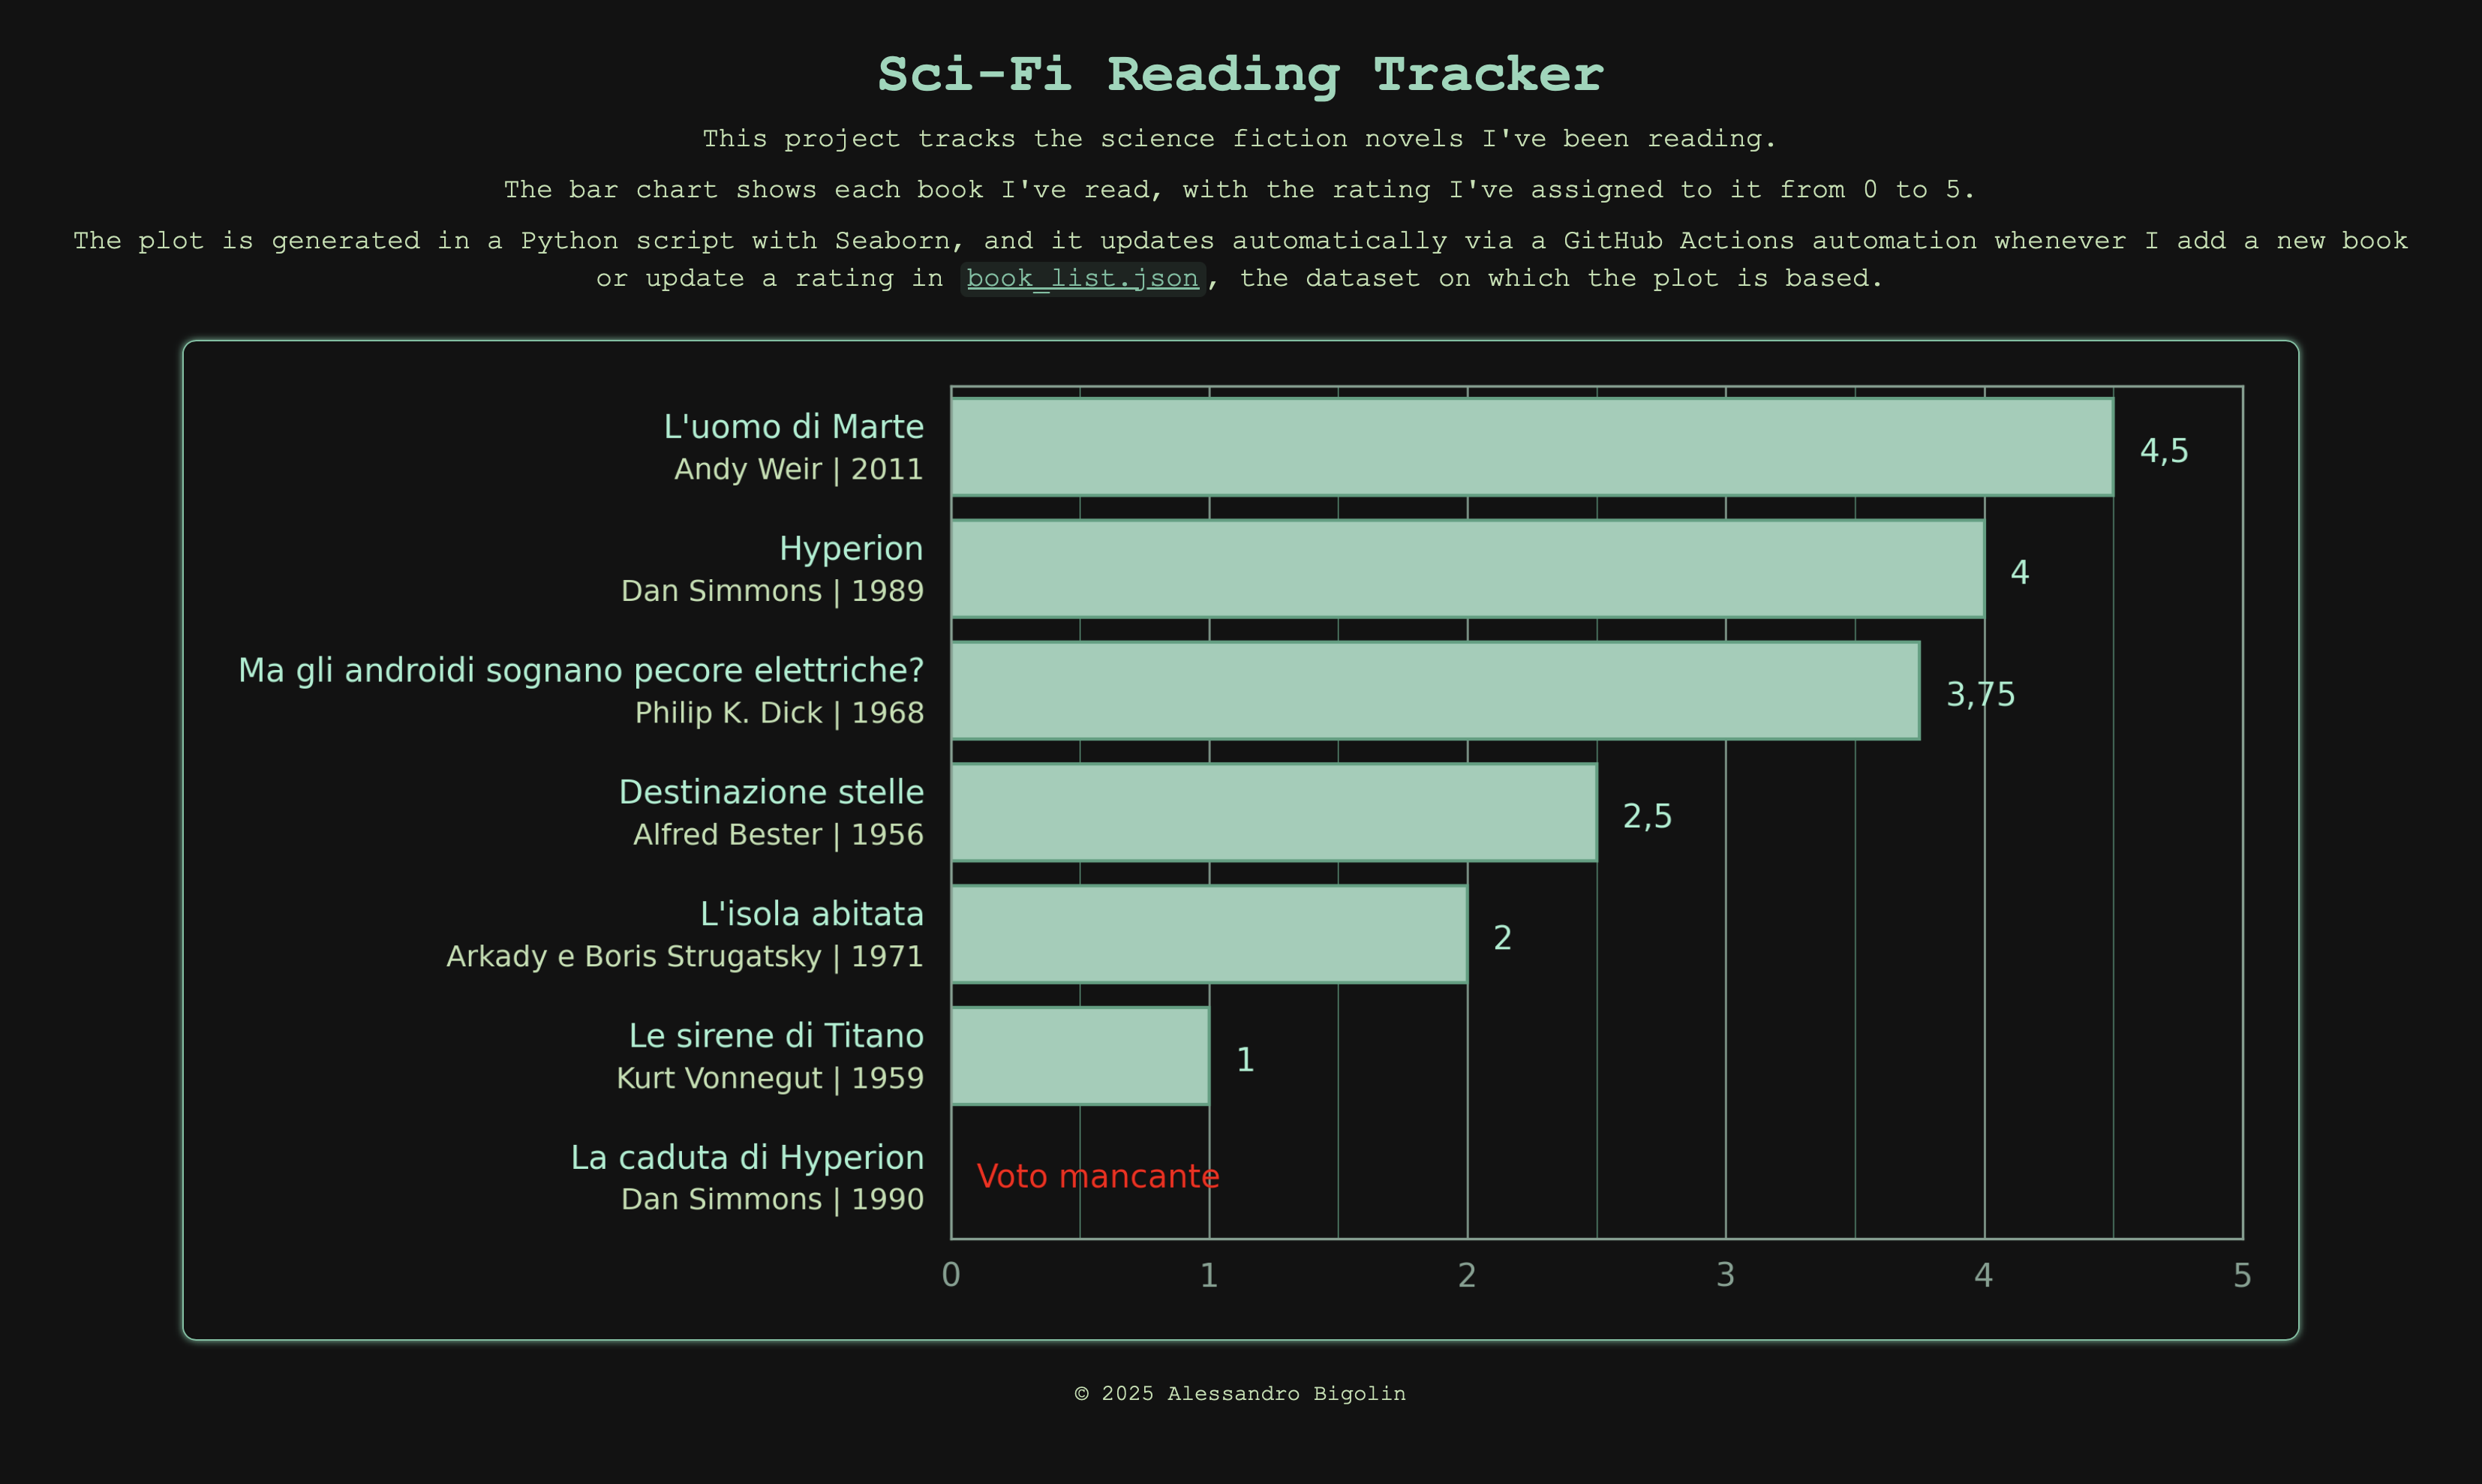 Sci-Fi Reading Tracker
This project tracks the science fiction novels I've been reading.
The bar chart shows each book I've read, with the rating I've assigned to it from 0 to 5.
The plot is generated in a Python script with Seaborn, and it updates automatically via a GitHub Actions automation whenever I add a new book
or update a rating in book_list.json, the dataset on which the plot is based.
L'uomo di Marte
Andy Weir | 2011
4,5
Hyperion
Dan Simmons | 1989
4
Ma gli androidi sognano pecore elettriche?
Philip K. Dick | 1968
3,75
Destinazione stelle
Alfred Bester | 1956
2,5
L'isola abitata
Arkady e Boris Strugatsky | 1971
2
Le sirene di Titano
Kurt Vonnegut | 1959
1
La caduta di Hyperion
Dan Simmons | 1990
Voto mancante
0 1 2 3 4 5
© 2025 Alessandro Bigolin